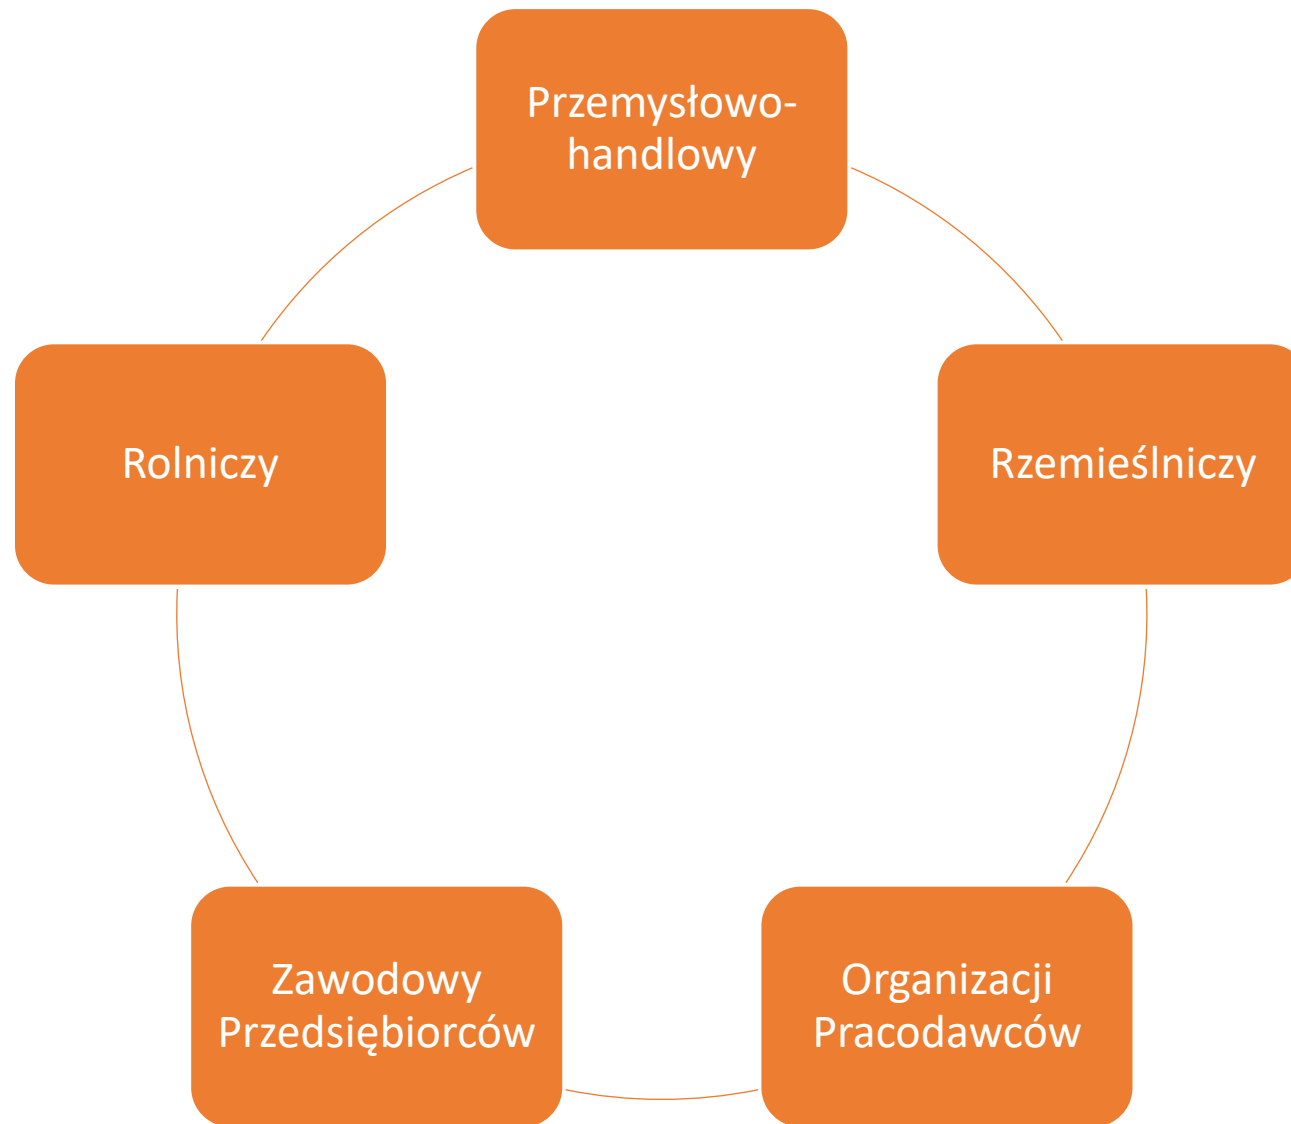 Przemysłowo-
handlowy
Rolniczy
Rzemieślniczy
Zawodowy
Przedsiębiorców
Organizacji
Pracodawców